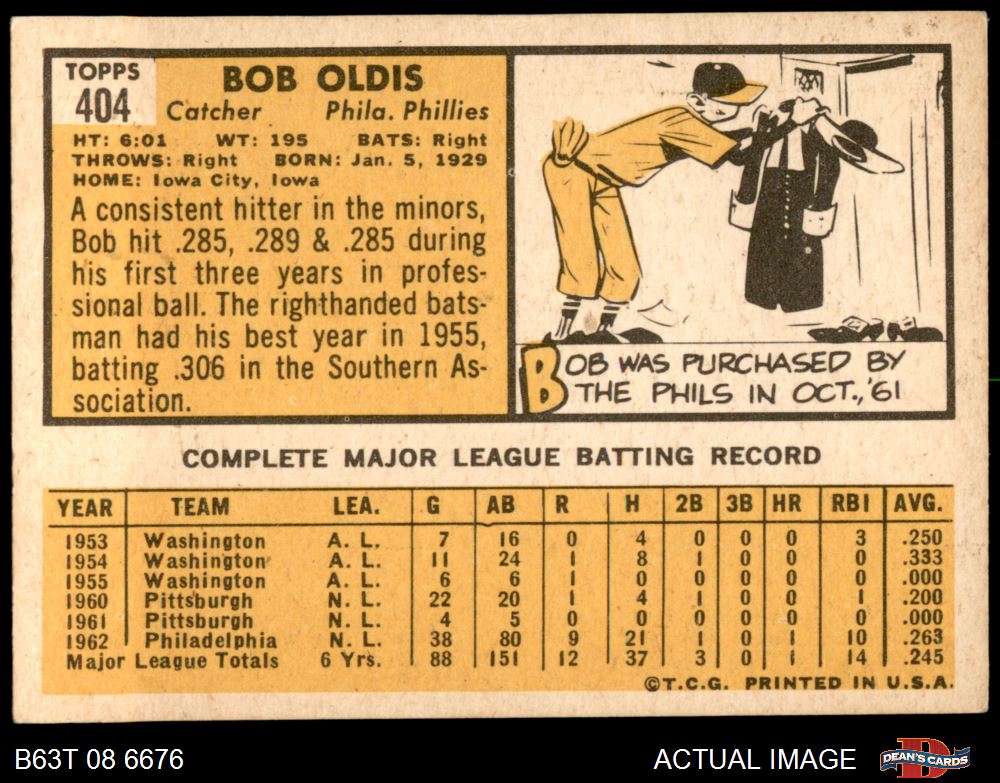 TOPPS
404
BOB OLDIS
Catcher Phila. Phillies
HT: 6:01 WT: 195 BATS: Right
THROWS: Right BORN: Jan. 5, 1929
HOME: Iowa City, Iowa
A consistent hitter in the minors,
Bob hit .285, .289 & .285 during
his first three years in profes-
sional ball. The righthanded bats-
man had his best year in 1955,
batting .306 in the Southern As-
sociation.
BOB WAS PURCHASED BY
THE PHILS IN OCT., '61
COMPLETE MAJOR LEAGUE BATTING RECORD
YEAR TEAM LEA. G AB R H 2B 3B HR RBI AVG.
1953 Washington A. L. 7 16 0 4 0 0 0 3 .250
1954 Washington A. L. 11 24 1 8 1 0 0 0 .333
1955 Washington A. L. 6 6 1 0 0 0 0 0 .000
1960 Pittsburgh N. L. 22 20 1 4 1 0 0 1 .200
1961 Pittsburgh N. L. 4 5 0 0 0 0 0 0 .000
1962 Philadelphia N. L. 38 80 9 21 1 0 1 10 .263
Major League Totals 6 Yrs. 88 151 12 37 3 0 1 14 .245
©T.C.G. PRINTED IN U.S.A.
B63T 08 6676 ACTUAL IMAGE
DEAN'S CARDS